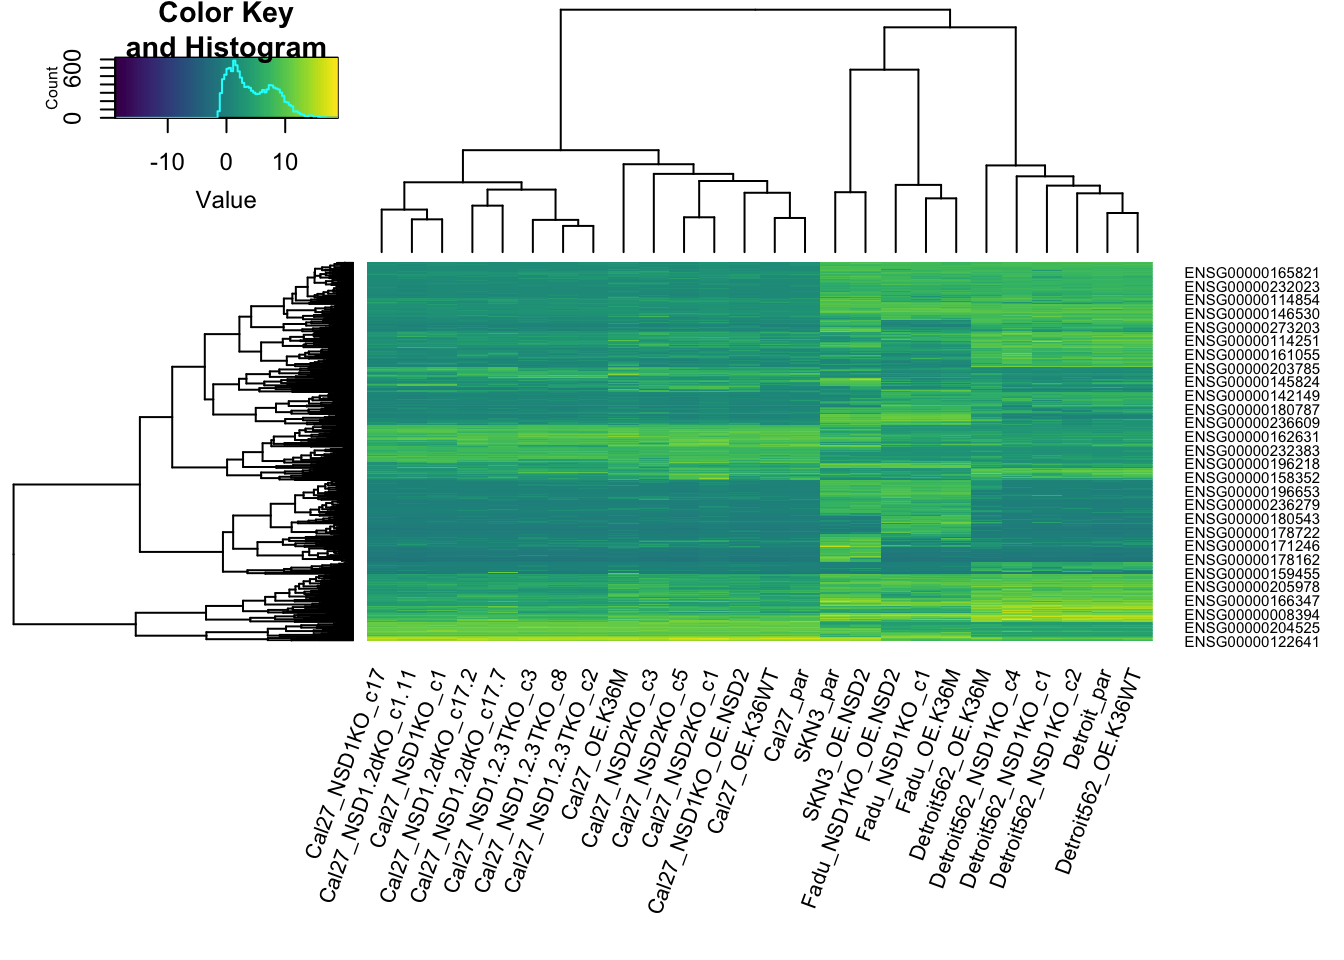 Color Key
and Histogram
Count
0
600
-10
0
10
Value
ENSG00000165821
ENSG00000232023
ENSG00000114854
ENSG00000146530
ENSG00000273203
ENSG00000114251
ENSG00000161055
ENSG00000203785
ENSG00000145824
ENSG00000142149
ENSG00000180787
ENSG00000236609
ENSG00000162631
ENSG00000232383
ENSG00000196218
ENSG00000158352
ENSG00000196653
ENSG00000236279
ENSG00000180543
ENSG00000178722
ENSG00000171246
ENSG00000178162
ENSG00000159455
ENSG00000205978
ENSG00000166347
ENSG00000008394
ENSG00000204525
ENSG00000122641
Cal27_NSD1KO_c17
Cal27_NSD1.2dKO_c1.11
Cal27_NSD1KO_c1
Cal27_NSD1.2dKO_c17.2
Cal27_NSD1.2dKO_c17.7
Cal27_NSD1.2.3TKO_c3
Cal27_NSD1.2.3TKO_c8
Cal27_NSD1.2.3TKO_c2
Cal27_OE.K36M
Cal27_NSD2KO_c3
Cal27_NSD2KO_c5
Cal27_NSD2KO_c1
Cal27_NSD1KO_OE.NSD2
Cal27_OE.K36WT
Cal27_par
SKN3_par
SKN3_OE.NSD2
Fadu_NSD1KO_OE.NSD2
Fadu_NSD1KO_c1
Fadu_OE.K36M
Detroit562_OE.K36M
Detroit562_NSD1KO_c4
Detroit562_NSD1KO_c1
Detroit562_NSD1KO_c2
Detroit_par
Detroit562_OE.K36WT